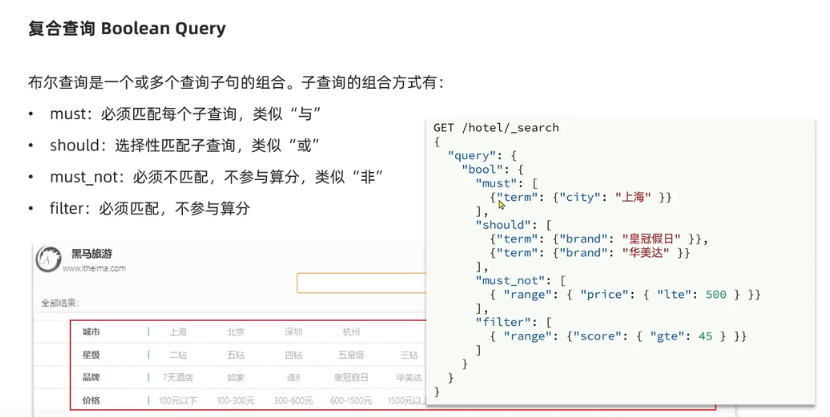 复合查询 Boolean Query
布尔查询是一个或多个查询子句的组合。子查询的组合方式有：
• must：必须匹配每个子查询，类似“与”
• should：选择性匹配子查询，类似“或”
• must_not：必须不匹配，不参与算分，类似“非”
• filter：必须匹配，不参与算分
GET /hotel/_search
{
  "query": {
    "bool": {
      "must": [
        {"term": {"city": "上海" }}
      ],
      "should": [
        {"term": {"brand": "皇冠假日" }},
        {"term": {"brand": "华美达" }}
      ],
      "must_not": [
        { "range": { "price": { "lte": 500 } }}
      ],
      "filter": [
        { "range": {"score": { "gte": 45 } }}
      ]
    }
  }
}
黑马旅游
www.itheima.com
全部结果:
城市 上海 北京 深圳 杭州
星级 二钻 五钻 四钻 五星级 三钻
品牌 7天酒店 如家 速8 皇冠假日 华美达
价格 100元以下 100-300元 300-600元 600-1500元 1500元以上